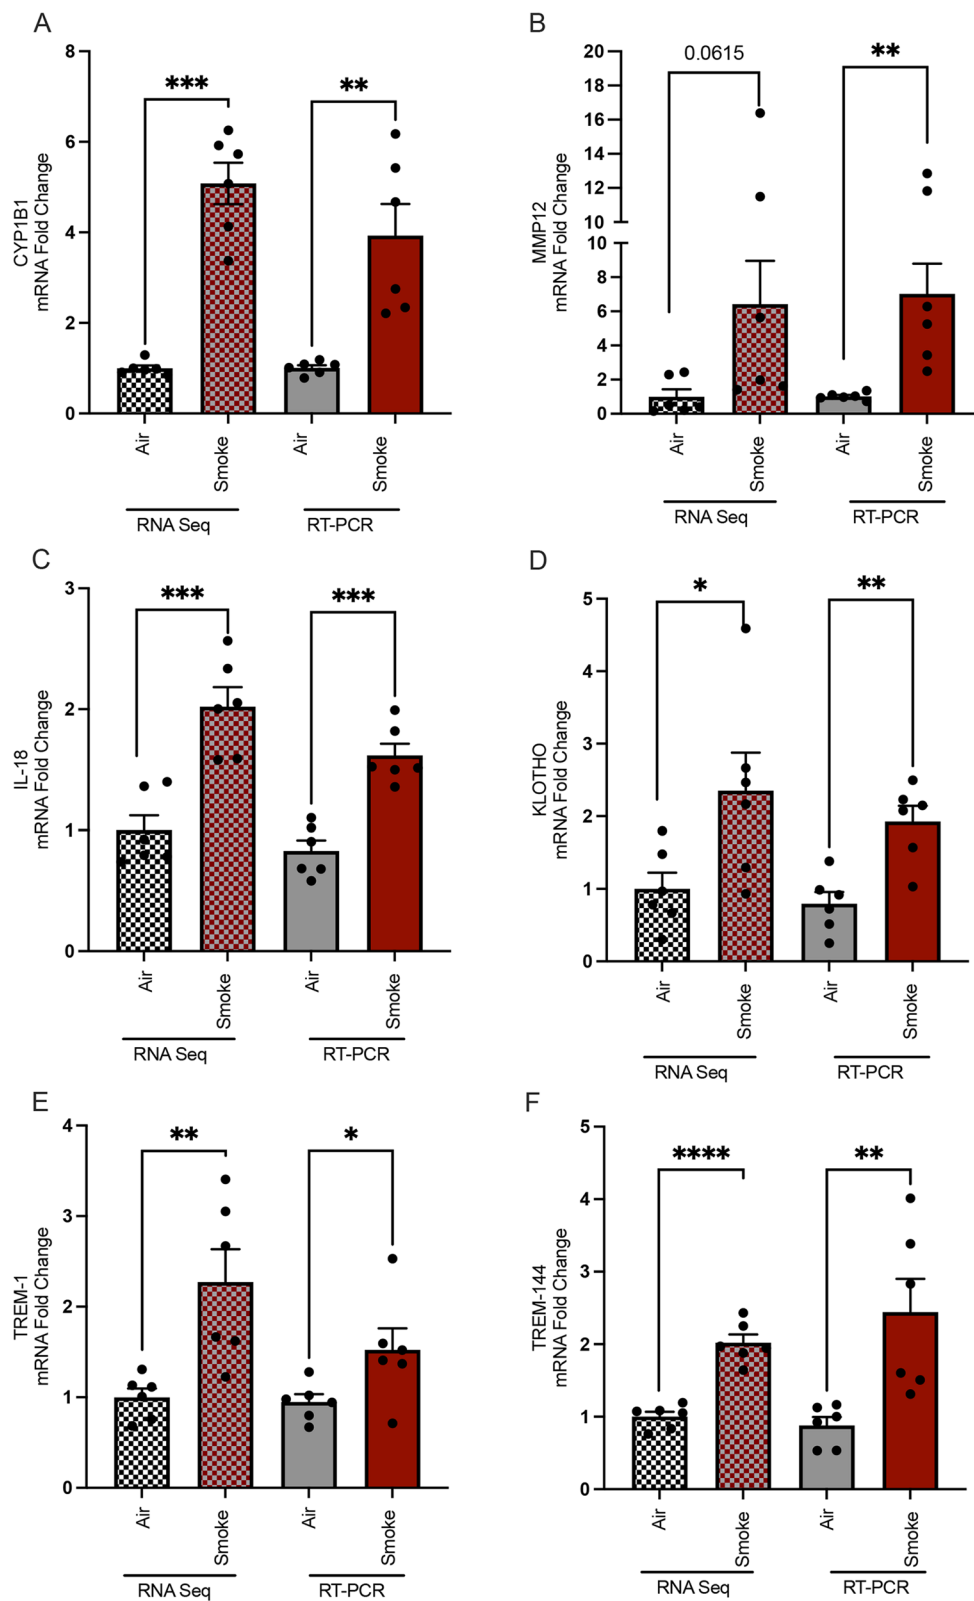 A
CYP1B1
mRNA Fold Change
8
6
4
2
0
***
**
Air
Smoke
Air
Smoke
RNA Seq
RT-PCR
B
MMP12
mRNA Fold Change
20
18
16
14
12
10
10
8
6
4
2
0
0.0615
**
Air
Smoke
Air
Smoke
RNA Seq
RT-PCR
C
IL-18
mRNA Fold Change
3
2
1
0
***
***
Air
Smoke
Air
Smoke
RNA Seq
RT-PCR
D
KLOTHO
mRNA Fold Change
5
4
3
2
1
0
*
**
Air
Smoke
Air
Smoke
RNA Seq
RT-PCR
E
TREM-1
mRNA Fold Change
4
3
2
1
0
**
*
Air
Smoke
Air
Smoke
RNA Seq
RT-PCR
F
TREM-144
mRNA Fold Change
5
4
3
2
1
0
****
**
Air
Smoke
Air
Smoke
RNA Seq
RT-PCR